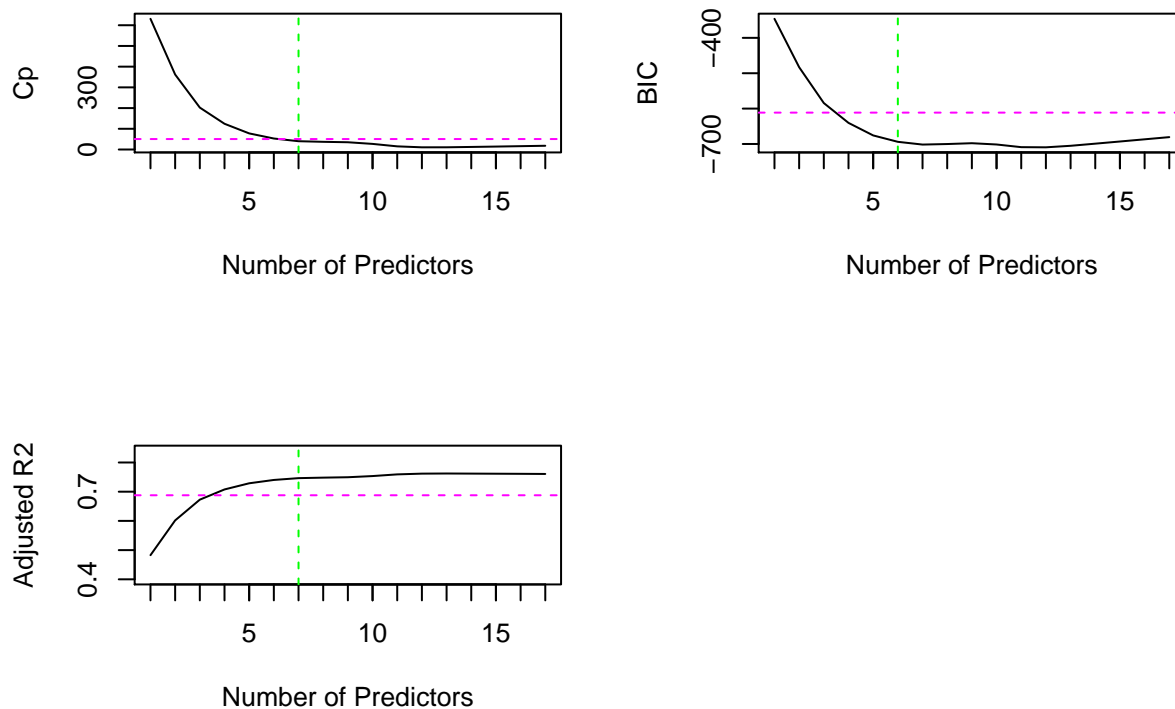 Cp
300
0
5 10 15
Number of Predictors
BIC
−400
−700
5 10 15
Number of Predictors
Adjusted R2
0.7
0.4
5 10 15
Number of Predictors